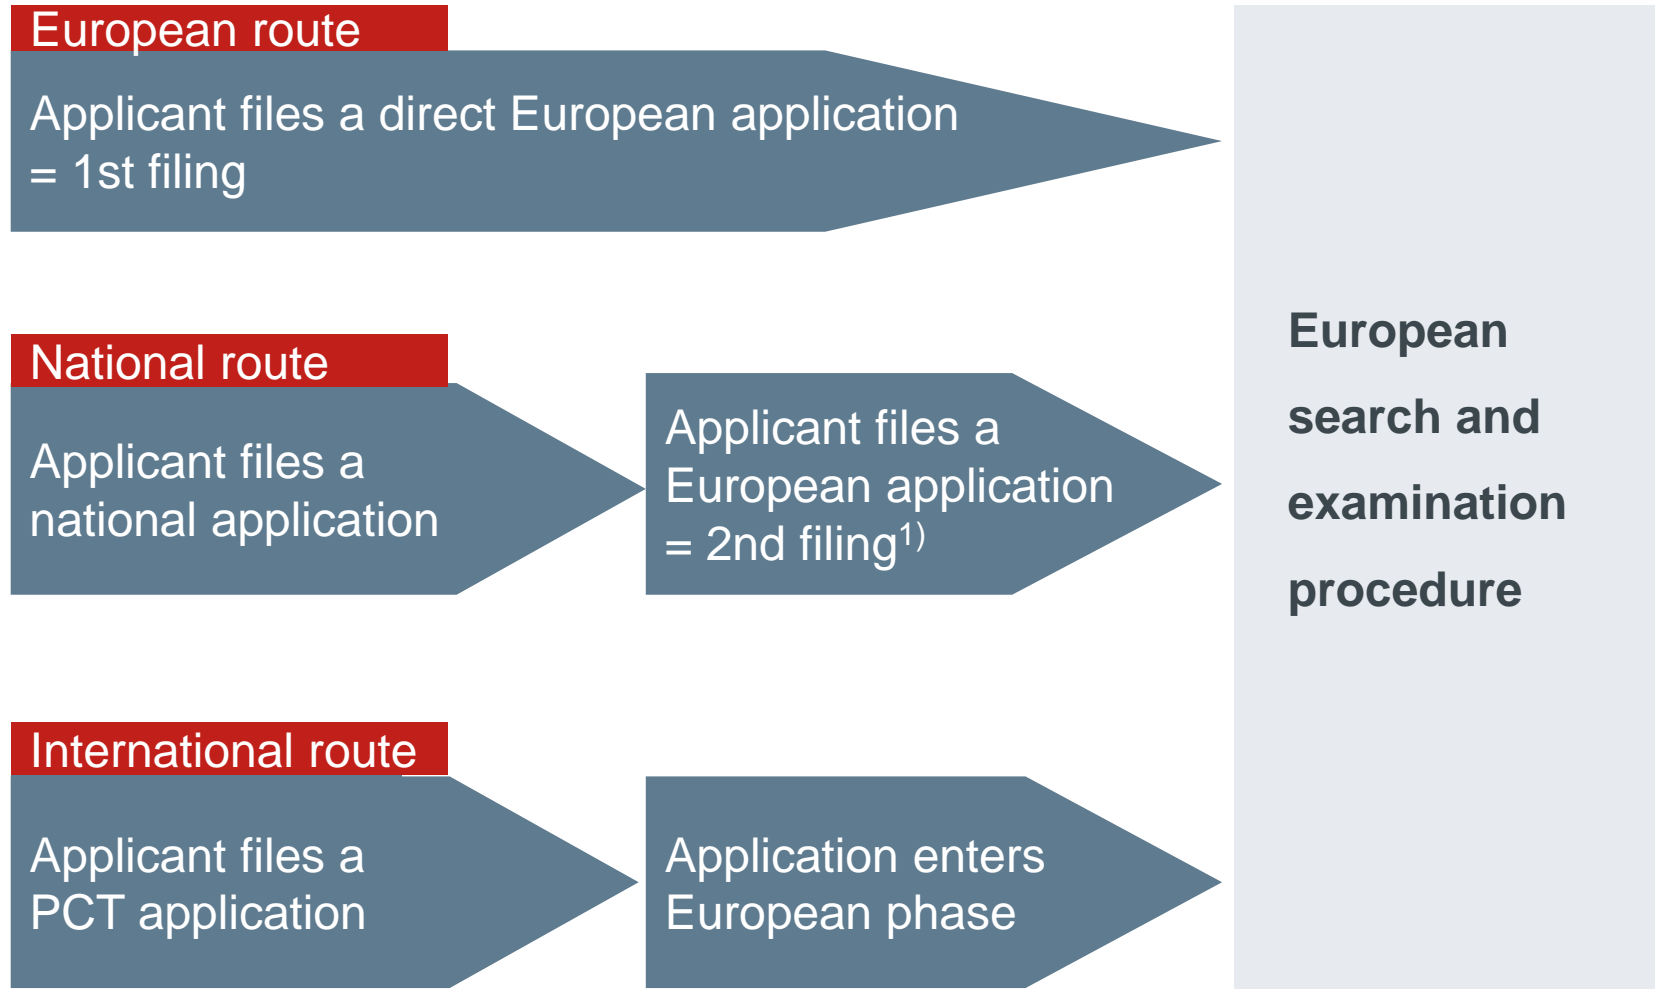 European route
Applicant files a direct European application
= 1st filing
National route
Applicant files a
national application
Applicant files a
European application
= 2nd filing¹⁾
International route
Applicant files a
PCT application
Application enters
European phase
European
search and
examination
procedure